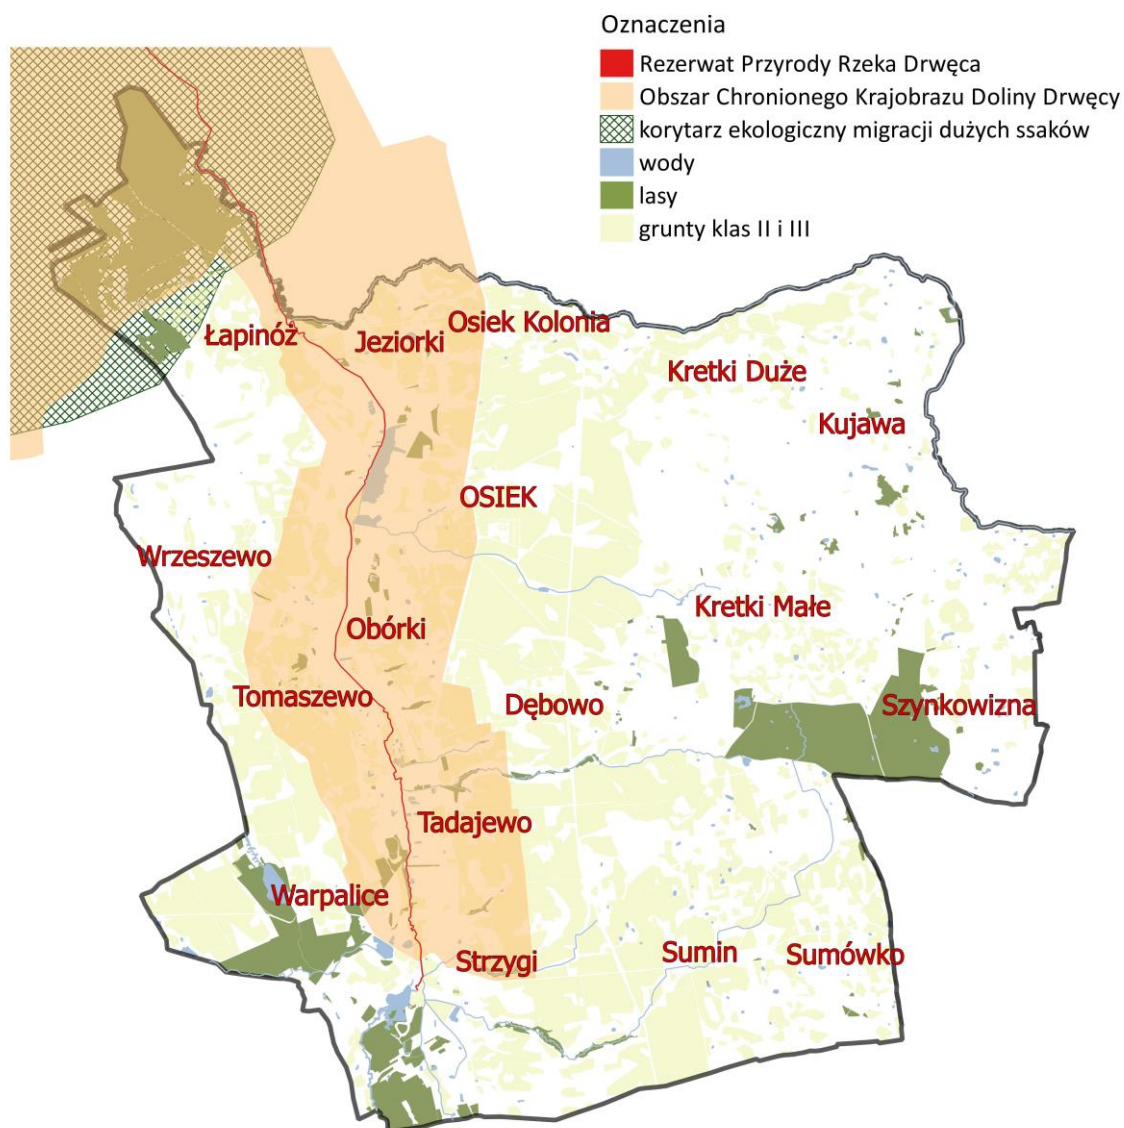 Oznaczenia
Rezerwat Przyrody Rzeka Drwęca
Obszar Chronionego Krajobrazu Doliny Drwęcy
korytarz ekologiczny migracji dużych ssaków
wody
lasy
grunty klas II i III
Łapinóż
Jeziorki
Osiek Kolonia
Kretki Duże
Kujawa
OSIEK
Wrzeszewo
Kretki Małe
Obórki
Tomaszewo
Dębowo
Szynkowizna
Tadajewo
Warpalice
Strzygi
Sumin
Sumówko